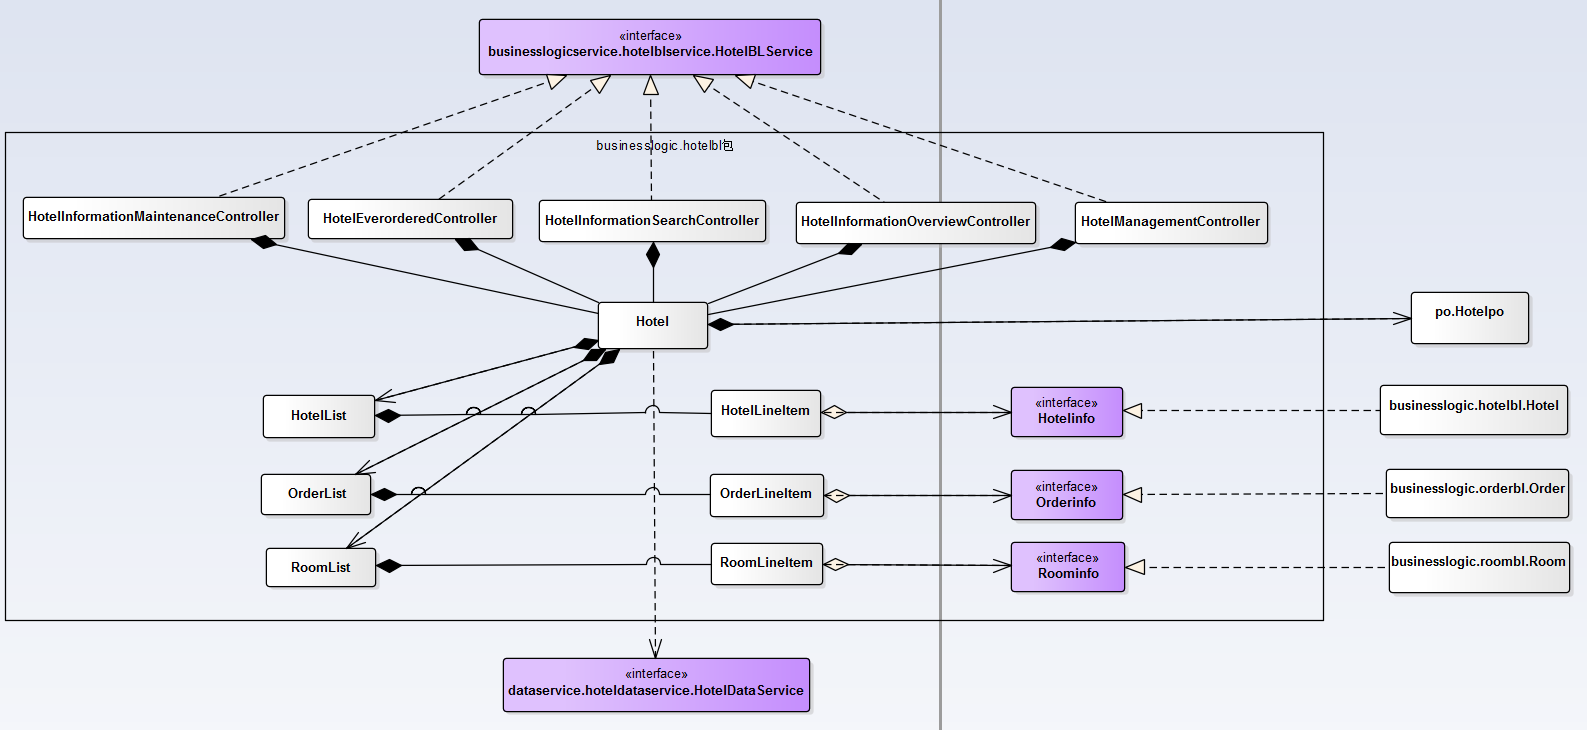 «interface»
businesslogicservice.hotelblservice.HotelBLService
businesslogic.hotelbl包
HotelInformationMaintenanceController
HotelEverorderedController
HotelInformationSearchController
HotelInformationOverviewController
HotelManagementController
Hotel
po.Hotelpo
HotelList
HotelLineItem
«interface»
Hotelinfo
businesslogic.hotelbl.Hotel
OrderList
OrderLineItem
«interface»
Orderinfo
businesslogic.orderbl.Order
RoomList
RoomLineItem
«interface»
Roominfo
businesslogic.roombl.Room
«interface»
dataservice.hoteldataservice.HotelDataService